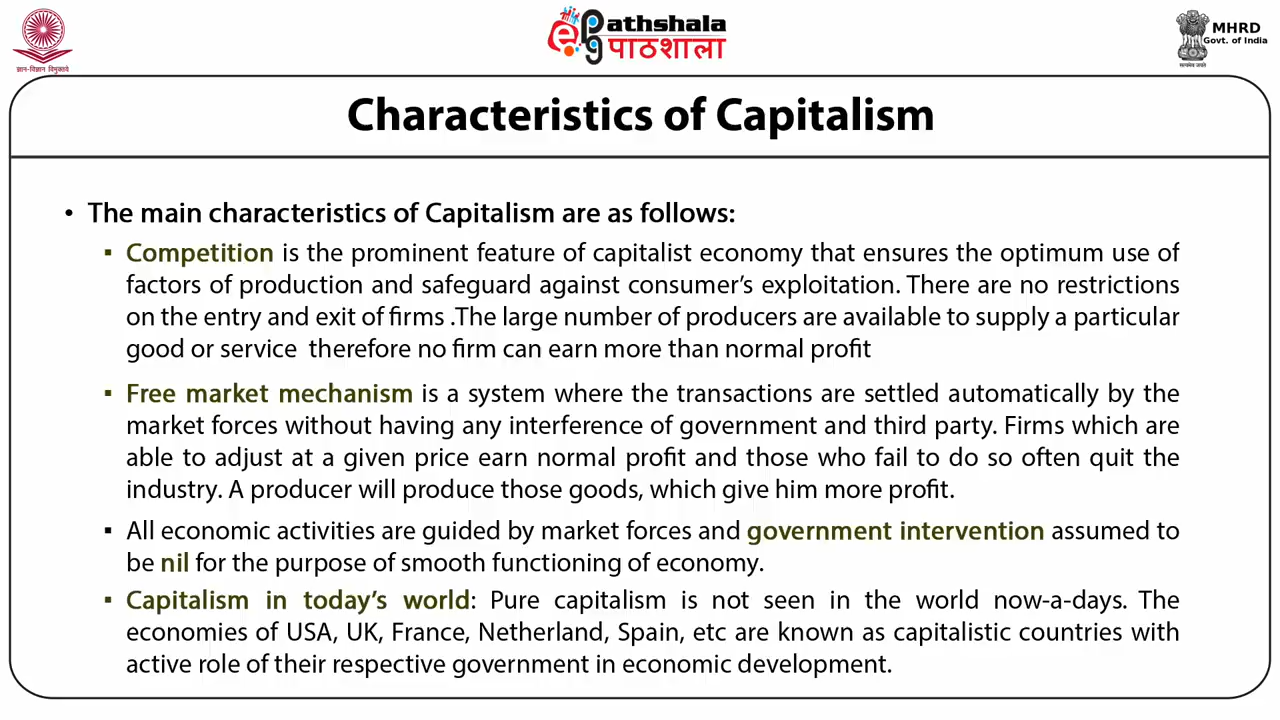 ज्ञान-विज्ञान विमुक्तये
ePathshala
पाठशाला
MHRD
Govt. of India
सत्यमेव जयते
Characteristics of Capitalism
• The main characteristics of Capitalism are as follows:
▪ Competition is the prominent feature of capitalist economy that ensures the optimum use of
factors of production and safeguard against consumer's exploitation. There are no restrictions
on the entry and exit of firms .The large number of producers are available to supply a particular
good or service therefore no firm can earn more than normal profit
▪ Free market mechanism is a system where the transactions are settled automatically by the
market forces without having any interference of government and third party. Firms which are
able to adjust at a given price earn normal profit and those who fail to do so often quit the
industry. A producer will produce those goods, which give him more profit.
▪ All economic activities are guided by market forces and government intervention assumed to
be nil for the purpose of smooth functioning of economy.
▪ Capitalism in today's world: Pure capitalism is not seen in the world now-a-days. The
economies of USA, UK, France, Netherland, Spain, etc are known as capitalistic countries with
active role of their respective government in economic development.